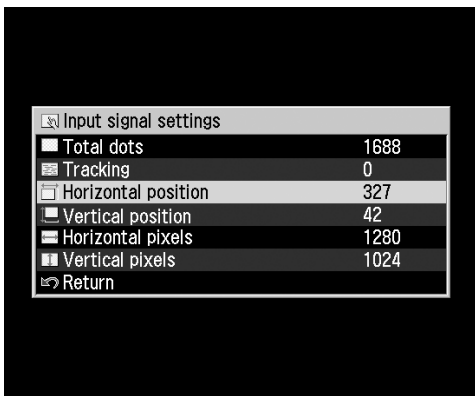 Input signal settings
Total dots 1688
Tracking 0
Horizontal position 327
Vertical position 42
Horizontal pixels 1280
Vertical pixels 1024
Return